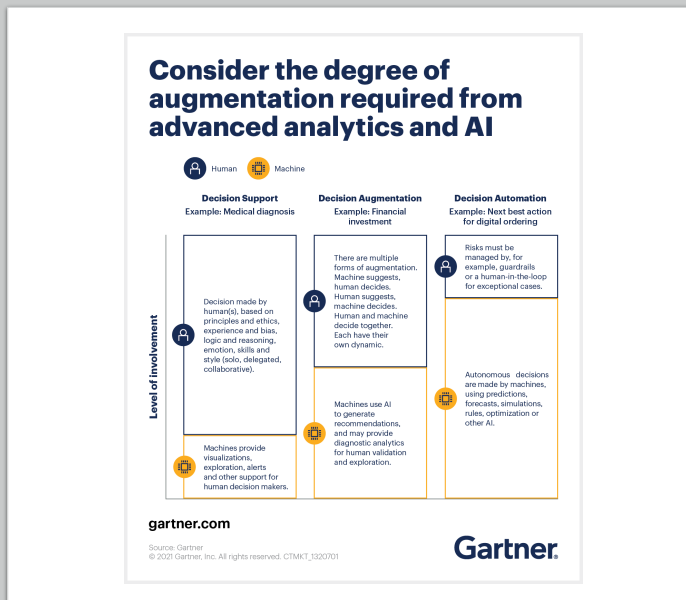 Consider the degree of
augmentation required from
advanced analytics and AI
Human
Machine
Decision Support
Example: Medical diagnosis
Decision Augmentation
Example: Financial
investment
Decision Automation
Example: Next best action
for digital ordering
Level of involvement
Decision made by
human(s), based on
principles and ethics,
experience and bias,
logic and reasoning,
emotion, skills and
style (solo, delegated,
collaborative).
Machines provide
visualizations,
exploration, alerts
and other support for
human decision makers.
There are multiple
forms of augmentation.
Machine suggests,
human decides.
Human suggests,
machine decides.
Human and machine
decide together.
Each have their
own dynamic.
Machines use AI
to generate
recommendations,
and may provide
diagnostic analytics
for human validation
and exploration.
Risks must be
managed by, for
example, guardrails
or a human-in-the-loop
for exceptional cases.
Autonomous decisions
are made by machines,
using predictions,
forecasts, simulations,
rules, optimization or
other AI.
gartner.com
Source: Gartner
© 2021 Gartner, Inc. All rights reserved. CTMKT_1320701
Gartner®